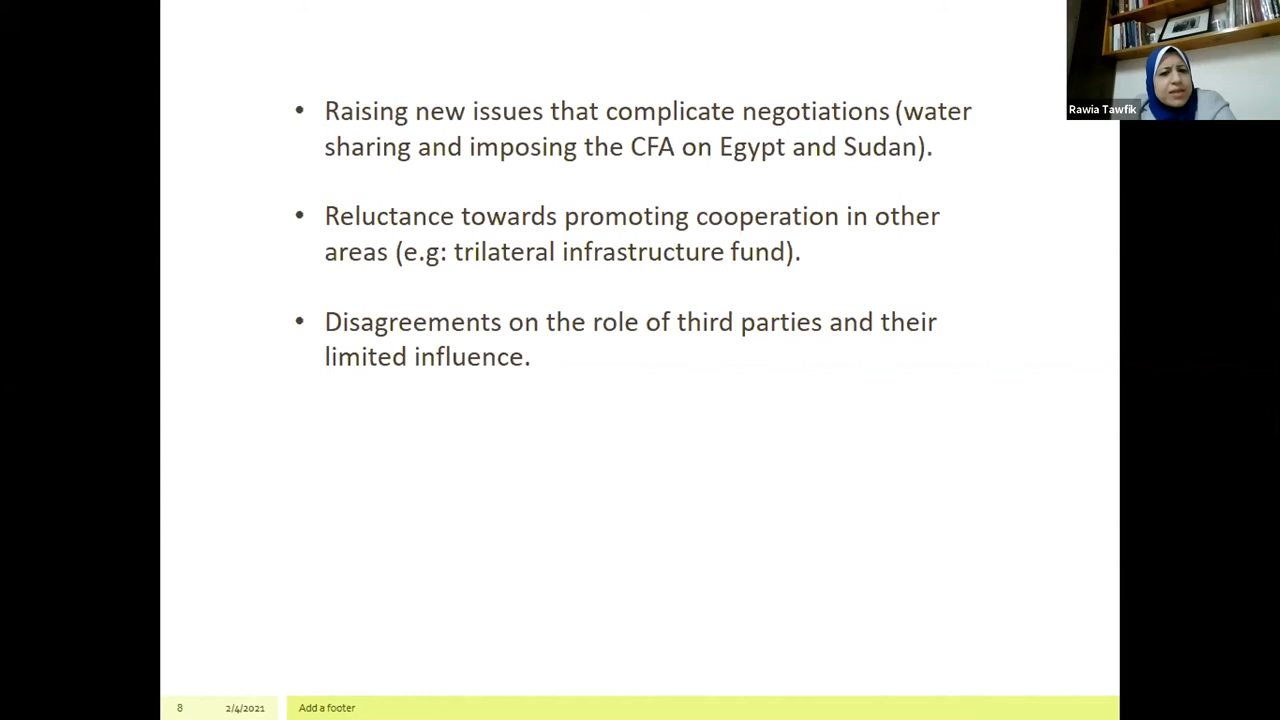 • Raising new issues that complicate negotiations (water
sharing and imposing the CFA on Egypt and Sudan).
• Reluctance towards promoting cooperation in other
areas (e.g: trilateral infrastructure fund).
• Disagreements on the role of third parties and their
limited influence.
Rawia Tawfik
8
2/4/2021
Add a footer